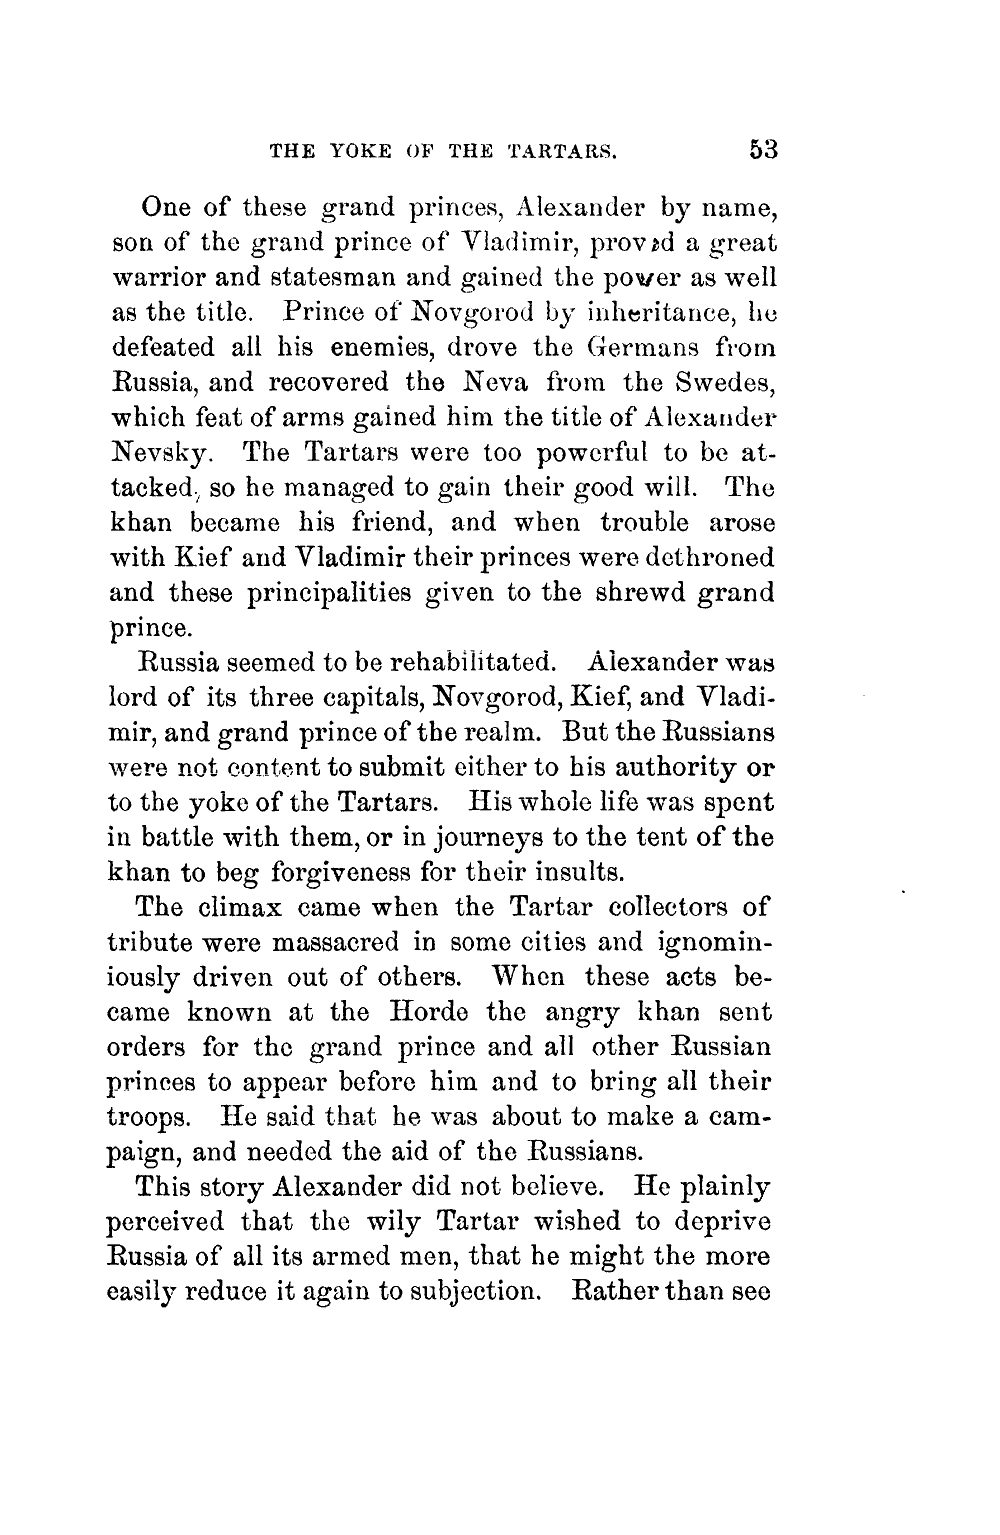 THE YOKE OF THE TARTARS. 53
One of these grand princes, Alexander by name,
son of the grand prince of Vladimir, proved a great
warrior and statesman and gained the power as well
as the title. Prince of Novgorod by inheritance, he
defeated all his enemies, drove the Germans from
Russia, and recovered the Neva from the Swedes,
which feat of arms gained him the title of Alexander
Nevsky. The Tartars were too powerful to be at-
tacked, so he managed to gain their good will. The
khan became his friend, and when trouble arose
with Kief and Vladimir their princes were dethroned
and these principalities given to the shrewd grand
prince.
Russia seemed to be rehabilitated. Alexander was
lord of its three capitals, Novgorod, Kief, and Vladi-
mir, and grand prince of the realm. But the Russians
were not content to submit either to his authority or
to the yoke of the Tartars. His whole life was spent
in battle with them, or in journeys to the tent of the
khan to beg forgiveness for their insults.
The climax came when the Tartar collectors of
tribute were massacred in some cities and ignomin-
iously driven out of others. When these acts be-
came known at the Horde the angry khan sent
orders for the grand prince and all other Russian
princes to appear before him and to bring all their
troops. He said that he was about to make a cam-
paign, and needed the aid of the Russians.
This story Alexander did not believe. He plainly
perceived that the wily Tartar wished to deprive
Russia of all its armed men, that he might the more
easily reduce it again to subjection. Rather than see